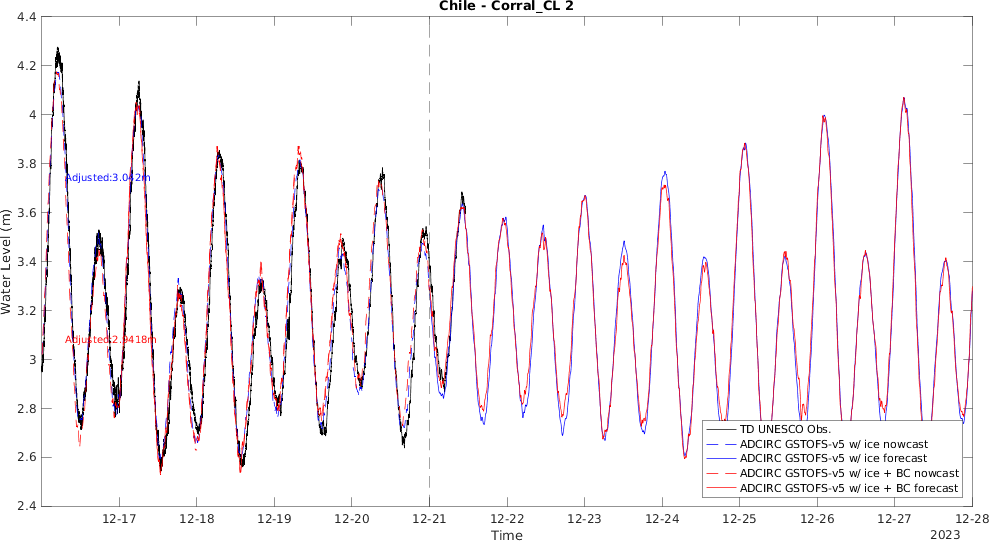 Chile - Corral_CL 2
4.4
4.2
4
3.8
3.6
3.4
3.2
3
2.8
2.6
2.4
Water Level (m)
Adjusted:3.042m
Adjusted:2.9418m
TD UNESCO Obs.
ADCIRC GSTOFS-v5 w/ ice nowcast
ADCIRC GSTOFS-v5 w/ ice forecast
ADCIRC GSTOFS-v5 w/ ice + BC nowcast
ADCIRC GSTOFS-v5 w/ ice + BC forecast
12-17 12-18 12-19 12-20 12-21 12-22 12-23 12-24 12-25 12-26 12-27 12-28
Time
2023